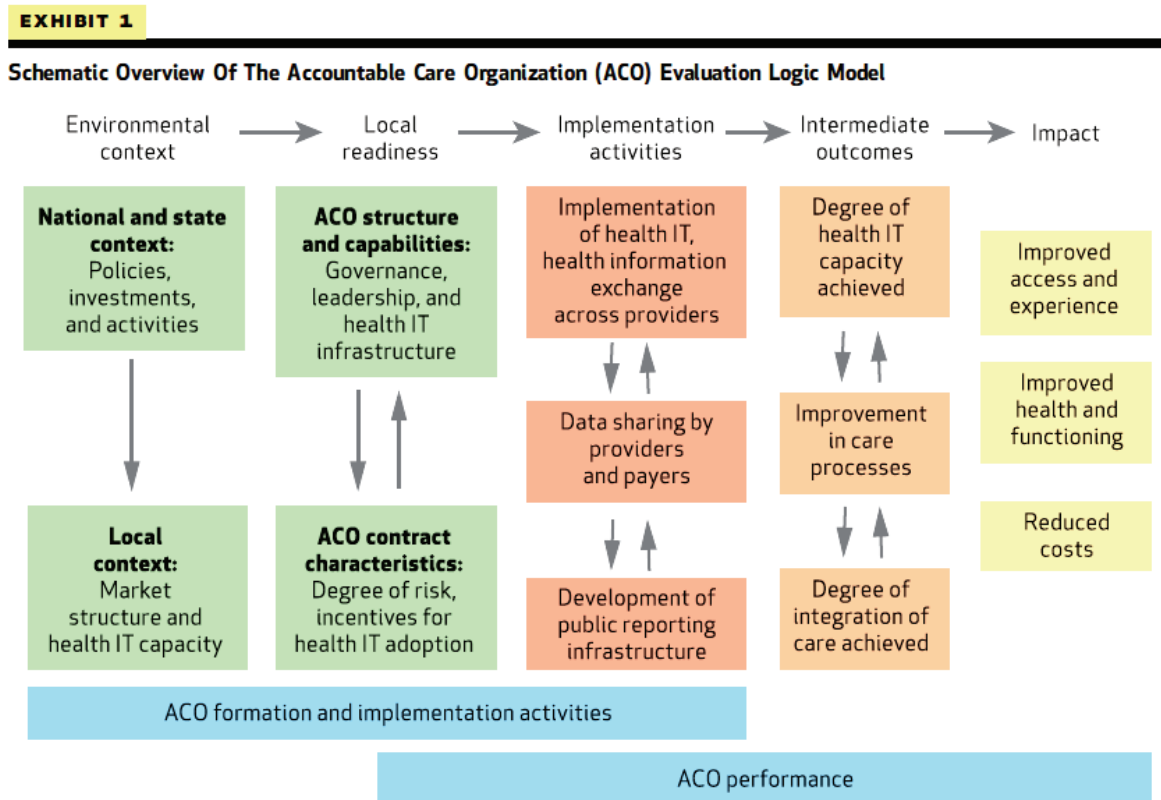 EXHIBIT 1
Schematic Overview Of The Accountable Care Organization (ACO) Evaluation Logic Model
Environmental
context
Local
readiness
Implementation
activities
Intermediate
outcomes
Impact
National and state
context:
Policies,
investments,
and activities
Local
context:
Market
structure and
health IT capacity
ACO structure
and capabilities:
Governance,
leadership, and
health IT
infrastructure
ACO contract
characteristics:
Degree of risk,
incentives for
health IT adoption
Implementation
of health IT,
health information
exchange
across providers
Data sharing by
providers
and payers
Development of
public reporting
infrastructure
Degree of
health IT
capacity
achieved
Improvement
in care
processes
Degree of
integration of
care achieved
Improved
access and
experience
Improved
health and
functioning
Reduced
costs
ACO formation and implementation activities
ACO performance